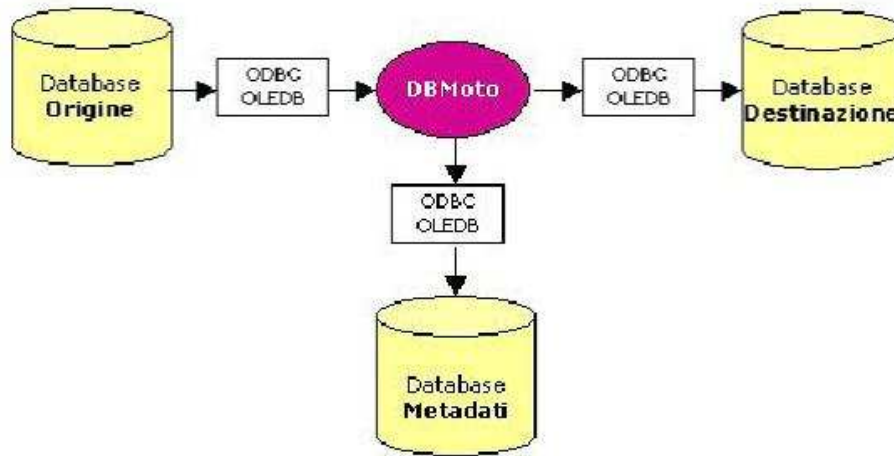 Database
Origine
ODBC
OLEDB
DBMoto
ODBC
OLEDB
Database
Destinazione
ODBC
OLEDB
Database
Metadati